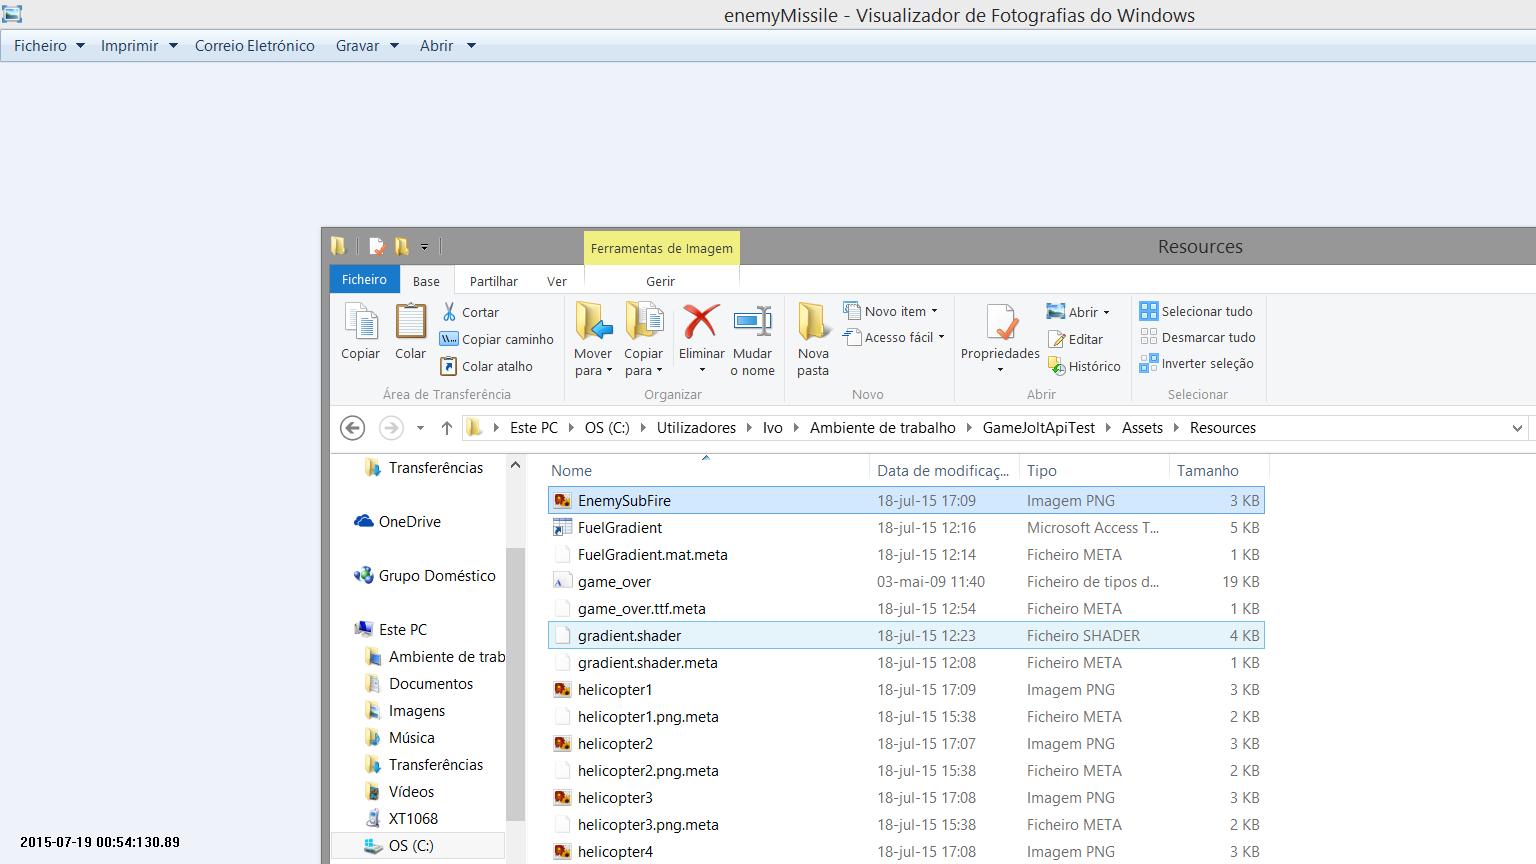 enemyMissile - Visualizador de Fotografias do Windows
Ficheiro Imprimir Correio Eletrónico Gravar Abrir
Ferramentas de Imagem Resources
Ficheiro Base Partilhar Ver Gerir
Copiar Colar Cortar Copiar caminho Colar atalho
Área de Transferência
Mover para Copiar para Eliminar Mudar o nome
Organizar
Nova pasta Novo item Acesso fácil
Novo
Propriedades Abrir Editar Histórico
Abrir
Selecionar tudo Desmarcar tudo Inverter seleção
Selecionar
Este PC OS (C:) Utilizadores Ivo Ambiente de trabalho GameJoltApiTest Assets Resources
Transferências
OneDrive
Grupo Doméstico
Este PC
Ambiente de trab
Documentos
Imagens
Música
Transferências
Vídeos
XT1068
OS (C:)
Nome Data de modificaç... Tipo Tamanho
EnemySubFire 18-jul-15 17:09 Imagem PNG 3 KB
FuelGradient 18-jul-15 12:16 Microsoft Access T... 5 KB
FuelGradient.mat.meta 18-jul-15 12:14 Ficheiro META 1 KB
game_over 03-mai-09 11:40 Ficheiro de tipos d... 19 KB
game_over.ttf.meta 18-jul-15 12:54 Ficheiro META 1 KB
gradient.shader 18-jul-15 12:23 Ficheiro SHADER 4 KB
gradient.shader.meta 18-jul-15 12:08 Ficheiro META 1 KB
helicopter1 18-jul-15 17:09 Imagem PNG 3 KB
helicopter1.png.meta 18-jul-15 15:38 Ficheiro META 2 KB
helicopter2 18-jul-15 17:07 Imagem PNG 3 KB
helicopter2.png.meta 18-jul-15 15:38 Ficheiro META 2 KB
helicopter3 18-jul-15 17:08 Imagem PNG 3 KB
helicopter3.png.meta 18-jul-15 15:38 Ficheiro META 2 KB
helicopter4 18-jul-15 17:08 Imagem PNG 3 KB
2015-07-19 00:54:130.89